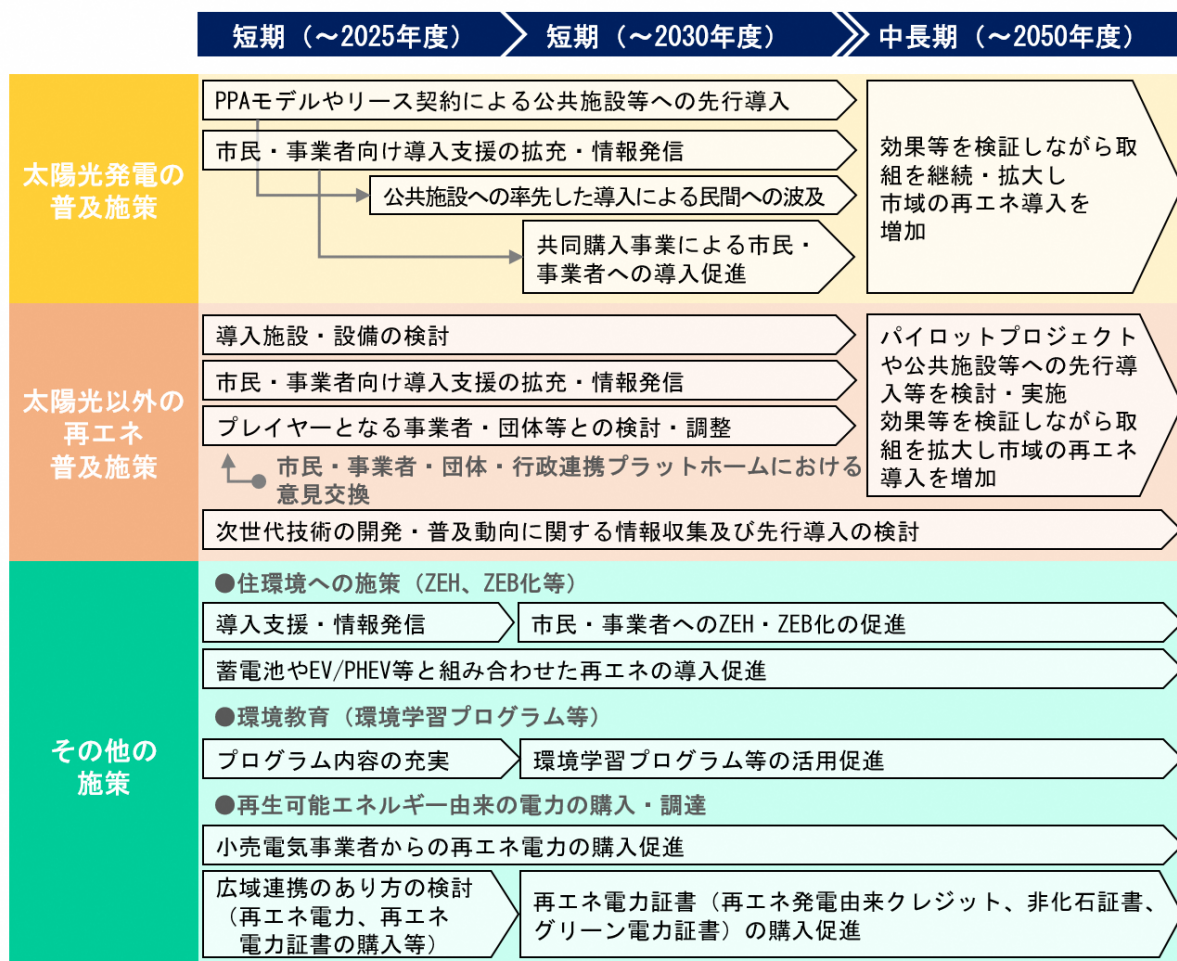 短期(～2025年度)
短期(～2030年度)
中長期(～2050年度)
太陽光発電の
普及施策
PPAモデルやリース契約による公共施設等への先行導入
市民・事業者向け導入支援の拡充・情報発信
公共施設への率先した導入による民間への波及
共同購入事業による市民・
事業者への導入促進
効果等を検証しながら取
組を継続・拡大し
市域の再エネ導入を
増加
太陽光以外の
再エネ
普及施策
導入施設・設備の検討
市民・事業者向け導入支援の拡充・情報発信
プレイヤーとなる事業者・団体等との検討・調整
市民・事業者・団体・行政連携プラットホームにおける
意見交換
パイロットプロジェクト
や公共施設等への先行導
入等を検討・実施
効果等を検証しながら取
組を拡大し市域の再エネ
導入を増加
次世代技術の開発・普及動向に関する情報収集及び先行導入の検討
その他の
施策
●住環境への施策(ZEH、ZEB化等)
導入支援・情報発信
市民・事業者へのZEH・ZEB化の促進
蓄電池やEV/PHEV等と組み合わせた再エネの導入促進
●環境教育(環境学習プログラム等)
プログラム内容の充実
環境学習プログラム等の活用促進
●再生可能エネルギー由来の電力の購入・調達
小売電気事業者からの再エネ電力の購入促進
広域連携のあり方の検討
(再エネ電力、再エネ
電力証書の購入等)
再エネ電力証書(再エネ発電由来クレジット、非化石証書、
グリーン電力証書)の購入促進